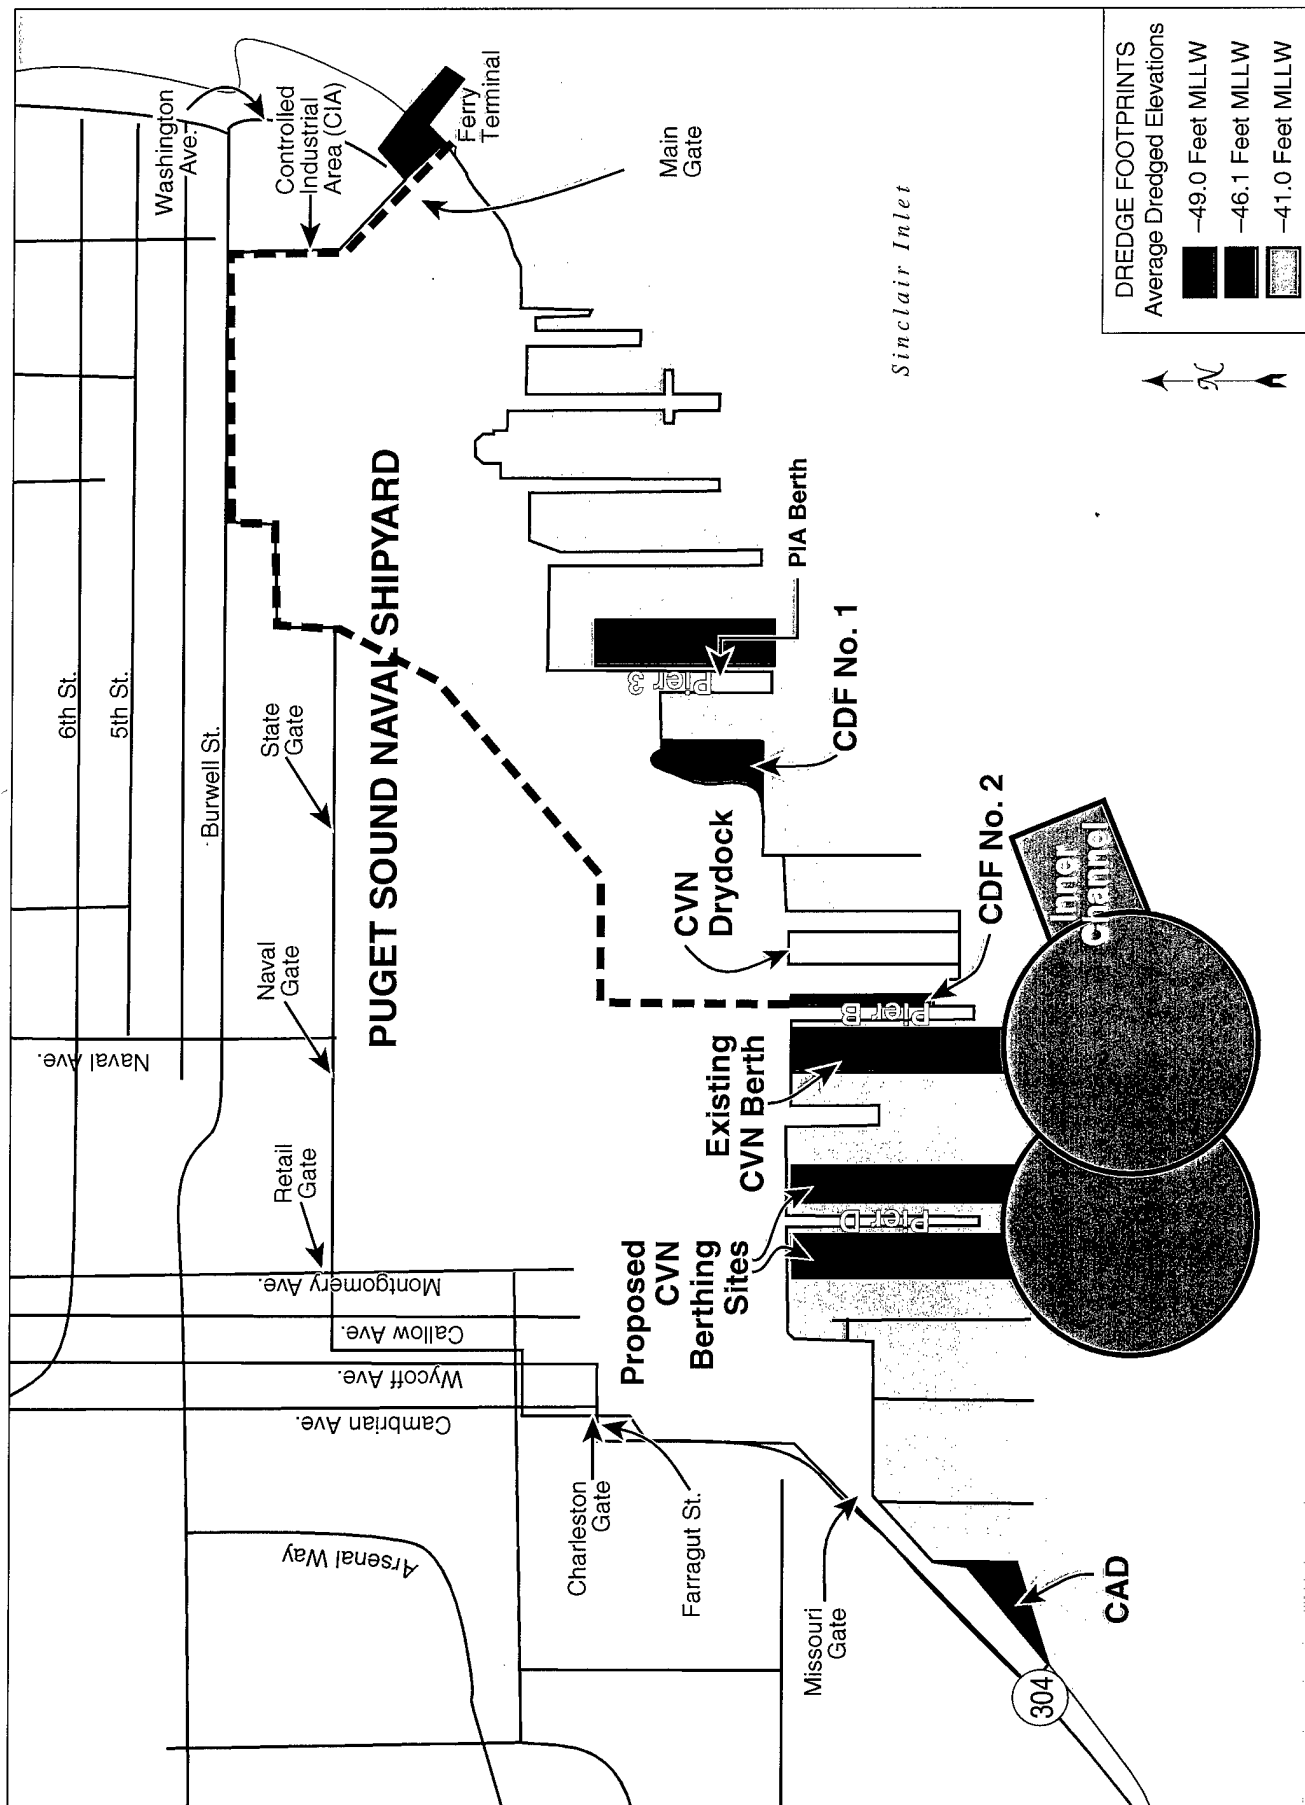 6th St.
5th St.
Burwell St.
Washington
Ave.
Controlled
Industrial
Area (CIA)
Ferry
Terminal
Main
Gate
State
Gate
Naval
Gate
Naval Ave.
Retail
Gate
Montgomery Ave.
Callow Ave.
Wycoff Ave.
Cambrian Ave.
Arsenal Way
Charleston
Gate
Farragut St.
Missouri
Gate
304
PUGET SOUND NAVAL SHIPYARD
Sinclair Inlet
PIA Berth
Pier 3
CDF No. 1
CVN
Drydock
CDF No. 2
Pier B
Existing
CVN Berth
Pier D
Proposed
CVN
Berthing
Sites
Inner
Channel
CAD
N
DREDGE FOOTPRINTS
Average Dredged Elevations
–49.0 Feet MLLW
–46.1 Feet MLLW
–41.0 Feet MLLW